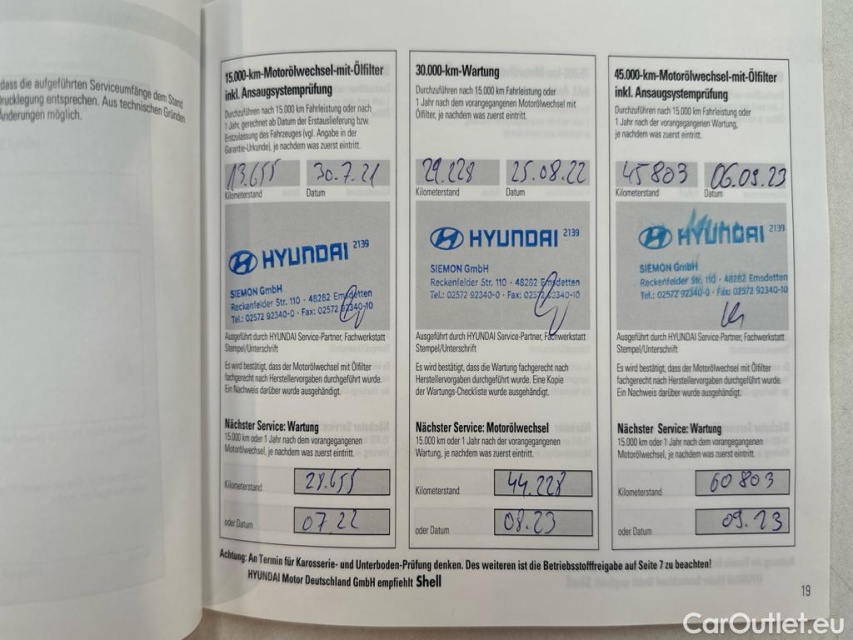 dass die aufgeführten Serviceumfänge dem Stand
Drucklegung entsprechen. Aus technischen Gründen
Änderungen möglich.
15.000-km-Motorölwechsel-mit-Ölfilter
inkl. Ansaugsystemprüfung
Durchzuführen nach 15.000 km Fahrleistung oder nach
1 Jahr, gerechnet ab Datum der Erstauslieferung bzw.
Erstzulassung des Fahrzeuges (vgl. Angabe in der
Garantie-Urkunde), je nachdem was zuerst eintritt.
13.655 30.7.21
Kilometerstand Datum
HYUNDAI 2139
SIEMON GmbH
Reckenfelder Str. 110 - 48282 Emsdetten
Tel.: 02572 92340-0 · Fax: 02572 92340-10
Ausgeführt durch HYUNDAI Service-Partner, Fachwerkstatt
Stempel/Unterschrift
Es wird bestätigt, dass der Motorölwechsel mit Ölfilter
fachgerecht nach Herstellervorgaben durchgeführt wurde.
Ein Nachweis darüber wurde ausgehändigt.
Nächster Service: Wartung
15.000 km oder 1 Jahr nach dem vorangegangenen
Motorölwechsel, je nachdem was zuerst eintritt.
Kilometerstand 28.655
oder Datum 07 22
30.000-km-Wartung
Durchzuführen nach 15.000 km Fahrleistung oder
1 Jahr nach dem vorangegangenen Motorölwechsel mit
Ölfilter, je nachdem was zuerst eintritt.
29.228 25.08.22
Kilometerstand Datum
HYUNDAI 2139
SIEMON GmbH
Reckenfelder Str. 110 - 48282 Emsdetten
Tel.: 02572 92340-0 · Fax: 02572 92340-10
Ausgeführt durch HYUNDAI Service-Partner, Fachwerkstatt
Stempel/Unterschrift
Es wird bestätigt, dass die Wartung fachgerecht nach
Herstellervorgaben durchgeführt wurde. Eine Kopie
der Wartungs-Checkliste wurde ausgehändigt.
Nächster Service: Motorölwechsel
15.000 km oder 1 Jahr nach der vorangegangenen
Wartung, je nachdem was zuerst eintritt.
Kilometerstand 44.228
oder Datum 08.23
45.000-km-Motorölwechsel-mit-Ölfilter
inkl. Ansaugsystemprüfung
Durchzuführen nach 15.000 km Fahrleistung oder
1 Jahr nach der vorangegangenen Wartung,
je nachdem was zuerst eintritt.
45803 06.09.23
Kilometerstand Datum
HYUNDAI 2139
SIEMON GmbH
Reckenfelder Str. 110 - 48282 Emsdetten
Tel.: 02572 92340-0 · Fax: 02572 92340-10
Ausgeführt durch HYUNDAI Service-Partner, Fachwerkstatt
Stempel/Unterschrift
Es wird bestätigt, dass der Motorölwechsel mit Ölfilter
fachgerecht nach Herstellervorgaben durchgeführt wurde.
Ein Nachweis darüber wurde ausgehändigt.
Nächster Service: Wartung
15.000 km oder 1 Jahr nach dem vorangegangenen
Motorölwechsel, je nachdem was zuerst eintritt.
Kilometerstand 60803
oder Datum 09.23
Achtung: An Termin für Karosserie- und Unterboden-Prüfung denken. Des weiteren ist die Betriebsstofffreigabe auf Seite 7 zu beachten!
HYUNDAI Motor Deutschland GmbH empfiehlt Shell
19
CarOutlet.eu